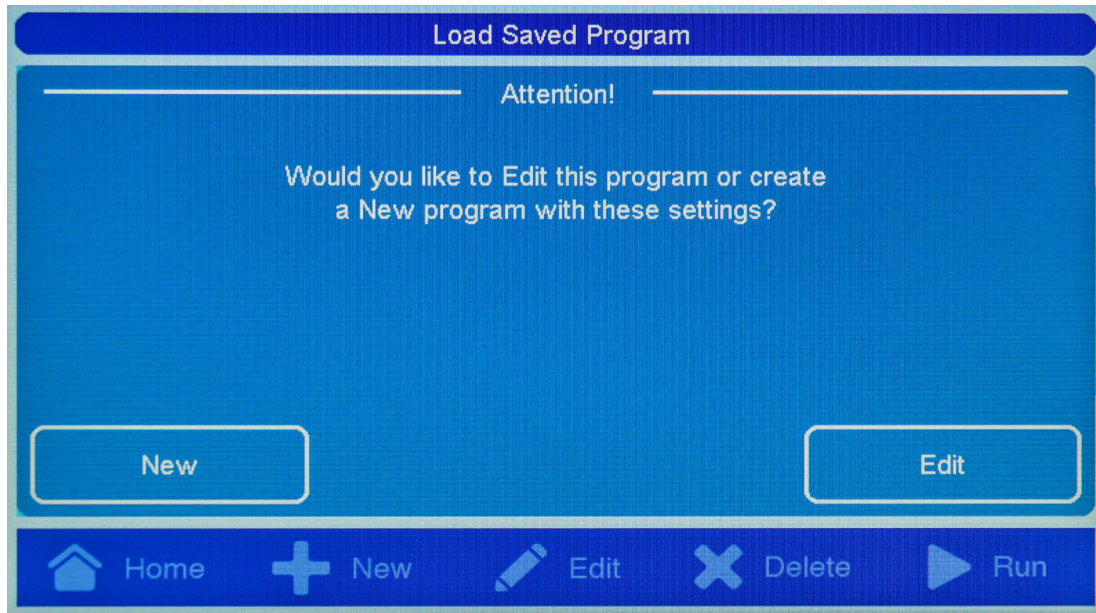 Load Saved Program
Attention!
Would you like to Edit this program or create
a New program with these settings?
New
Edit
Home
New
Edit
Delete
Run